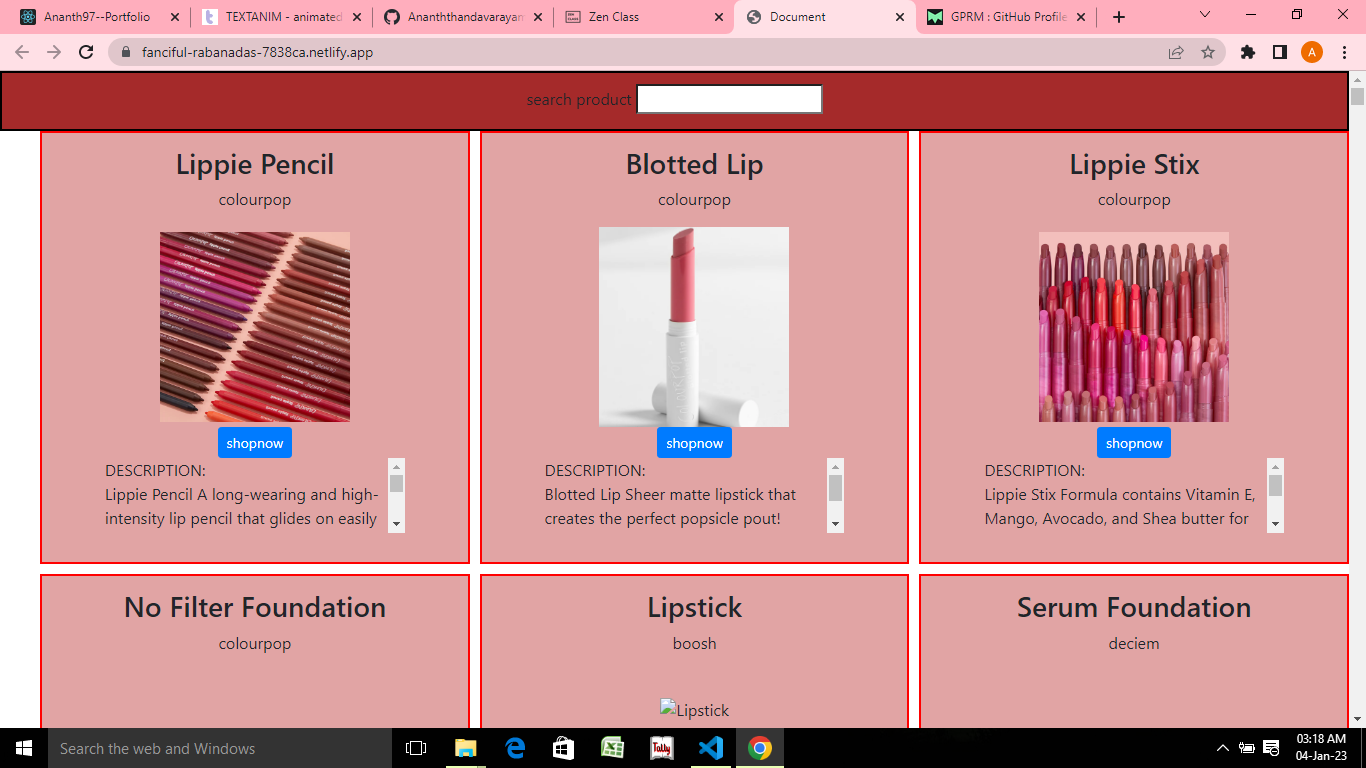 Ananth97--Portfolio
TEXTANIM - animated
Ananththandavarayan
Zen Class
Document
GPRM : GitHub Profile
fanciful-rabanadas-7838ca.netlify.app
A
search product
Lippie Pencil
colourpop
shopnow
DESCRIPTION:
Lippie Pencil A long-wearing and high-
intensity lip pencil that glides on easily
Blotted Lip
colourpop
shopnow
DESCRIPTION:
Blotted Lip Sheer matte lipstick that
creates the perfect popsicle pout!
Lippie Stix
colourpop
shopnow
DESCRIPTION:
Lippie Stix Formula contains Vitamin E,
Mango, Avocado, and Shea butter for
No Filter Foundation
colourpop
Lipstick
boosh
Lipstick
Serum Foundation
deciem
Search the web and Windows
Tally
03:18 AM
04-Jan-23